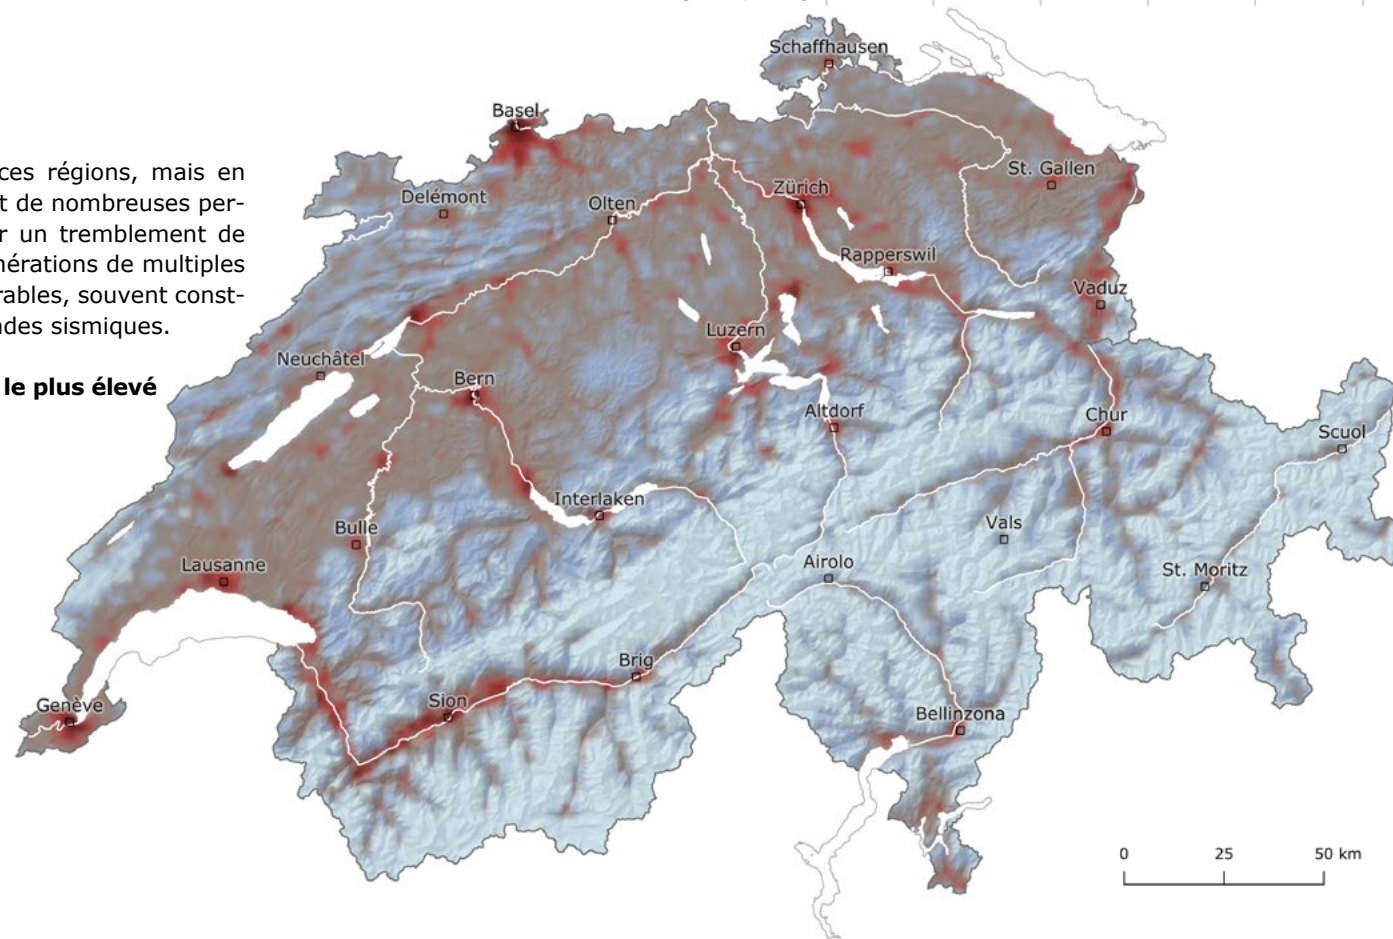 ces régions, mais en
t de nombreuses per-
r un tremblement de
nérations de multiples
rables, souvent const-
ndes sismiques.
le plus élevé
Schaffhausen
Basel
St. Gallen
Delémont
Olten
Zürich
Rapperswil
Vaduz
Luzern
Neuchâtel
Bern
Altdorf
Chur
Scuol
Interlaken
Bulle
Vals
Lausanne
Airolo
St. Moritz
Brig
Genève
Sion
Bellinzona
0 25 50 km